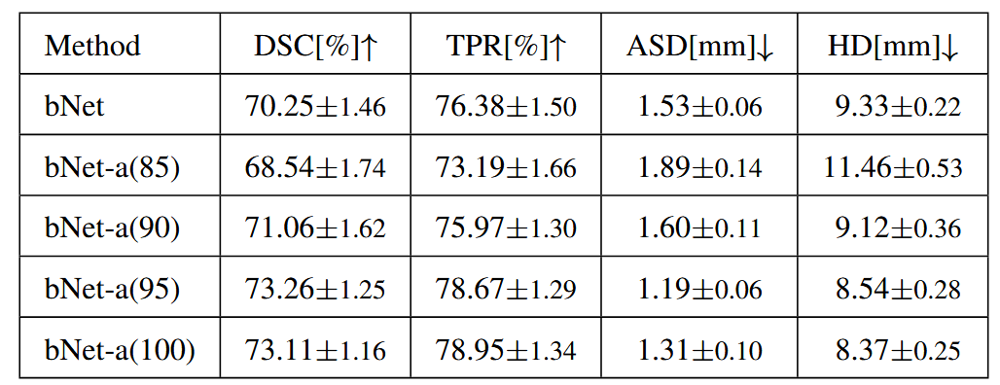 Method DSC[%]↑ TPR[%]↑ ASD[mm]↓ HD[mm]↓
bNet 70.25±1.46 76.38±1.50 1.53±0.06 9.33±0.22
bNet-a(85) 68.54±1.74 73.19±1.66 1.89±0.14 11.46±0.53
bNet-a(90) 71.06±1.62 75.97±1.30 1.60±0.11 9.12±0.36
bNet-a(95) 73.26±1.25 78.67±1.29 1.19±0.06 8.54±0.28
bNet-a(100) 73.11±1.16 78.95±1.34 1.31±0.10 8.37±0.25